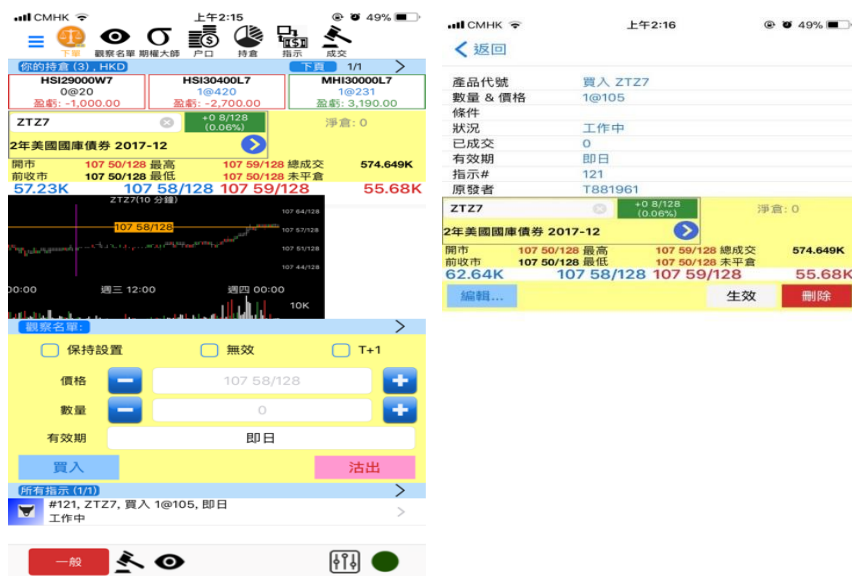 CMHK 上午2:15 49%
下單 觀察名單 期權大師 戶口 持倉 指示 成交
你的持倉 (3) , HKD 下頁 1/1
HSI29000W7 HSI30400L7 MHI30000L7
0@20 1@420 1@231
盈虧: -1,000.00 盈虧: -2,700.00 盈虧: 3,190.00
ZTZ7 +0 8/128 (0.06%) 淨倉: 0
2年美國國庫債券 2017-12
開市 107 50/128 最高 107 59/128 總成交 574.649K
前收市 107 50/128 最低 107 50/128 未平倉
57.23K 107 58/128 107 59/128 55.68K
ZTZ7(10 分鐘)
107 64/128
107 58/128
107 57/128
107 51/128
107 44/128
00:00 週三 12:00 週四 00:00
10K
觀察名單:
保持設置 無效 T+1
價格 107 58/128
數量 0
有效期 即日
買入 沽出
所有指示 (1/1)
#121, ZTZ7, 買入 1@105, 即日
工作中
一般
CMHK 上午2:16 49%
返回
產品代號 買入 ZTZ7
數量 & 價格 1@105
條件
狀況 工作中
已成交 0
有效期 即日
指示# 121
原發者 T881961
ZTZ7 +0 8/128 (0.06%) 淨倉: 0
2年美國國庫債券 2017-12
開市 107 50/128 最高 107 59/128 總成交 574.649K
前收市 107 50/128 最低 107 50/128 未平倉
62.64K 107 58/128 107 59/128 55.68K
編輯... 生效 刪除